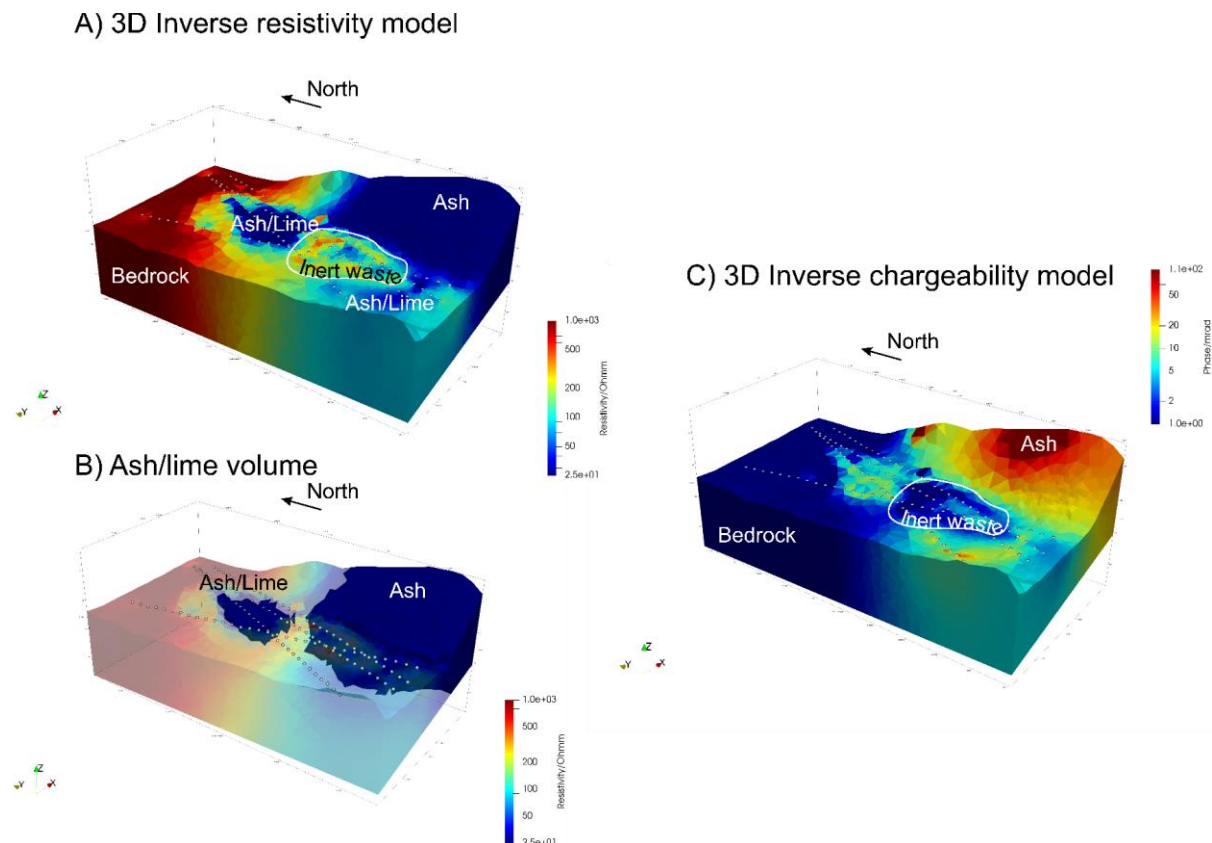 A) 3D Inverse resistivity model
North
Ash
Ash/Lime
Inert waste
Bedrock
Ash/Lime
1.0e+03
500
200
100
50
2.5e+01
Resistivity/Ohmm
Z
Y
X
B) Ash/lime volume
North
Ash/Lime
Ash
1.0e+03
500
200
100
50
2.5e+01
Resistivity/Ohmm
Z
Y
X
C) 3D Inverse chargeability model
1.1e+02
50
20
10
5
2
1.0e+00
Phase/mrad
North
Ash
Inert waste
Bedrock
Z
Y
X